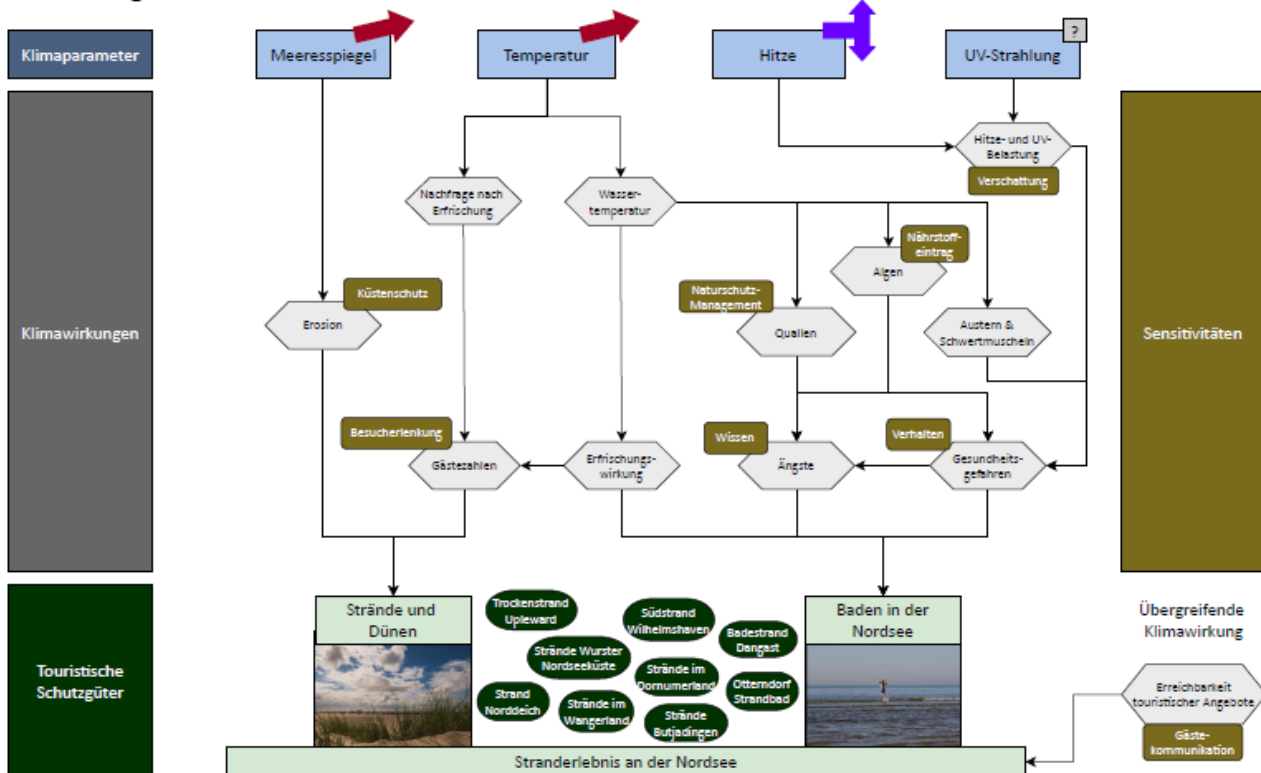 Klimaparameter
Meeresspiegel
Temperatur
Hitze
UV-Strahlung
?
Klimawirkungen
Sensitivitäten
Hitze- und UV-
Belastung
Verschattung
Nachfrage nach
Erfrischung
Wasser-
temperatur
Nährstoff-
eintrag
Algen
Küstenschutz
Erosion
Naturschutz-
Management
Quallen
Austern &
Schwertmuscheln
Besucherlenkung
Gästezahlen
Erfrischungs-
wirkung
Wissen
Ängste
Verhalten
Gesundheits-
gefahren
Touristische
Schutzgüter
Strände und
Dünen
Trockenstrand
Upleward
Südstrand
Wilhelmshaven
Badestrand
Dangast
Strände Wurster
Nordseeküste
Strände im
Dornumerland
Otterndorf
Strandbad
Strand
Norddeich
Strände im
Wangerland
Strände
Butjadingen
Baden in der
Nordsee
Übergreifende
Klimawirkung
Erreichbarkeit
touristischer Angebote
Gäste-
kommunikation
Stranderlebnis an der Nordsee